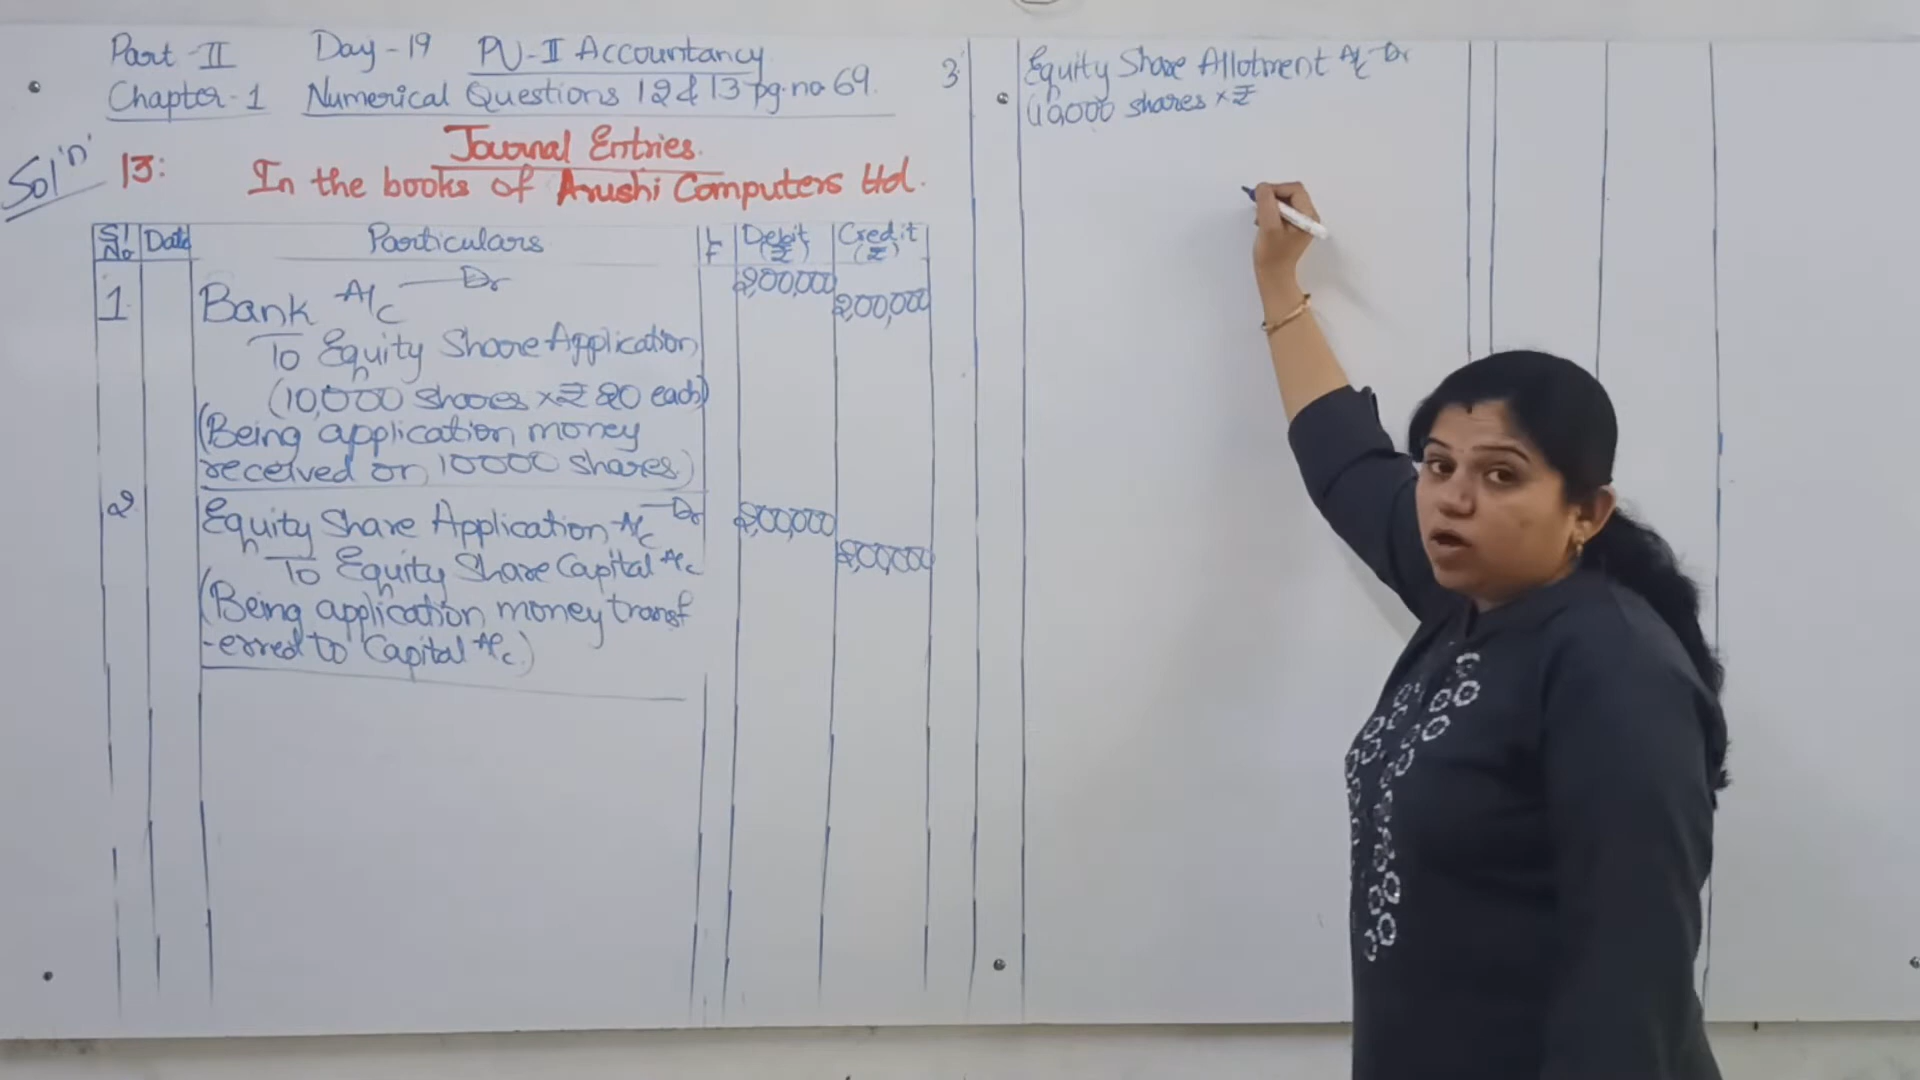 Part-II Day-19 PU-II Accountancy
Chapter-1 Numerical Questions 12 & 13 pg.no 69.
Sol'n' 13: Journal Entries.
In the books of Arushi Computers Ltd.
Sl No Date Particulars LF Debit (₹) Credit (₹)
1 Bank A/c Dr 2,00,000
To Equity Share Application 2,00,000
(10,000 shares × ₹ 20 each)
(Being application money
received on 10000 shares)
2 Equity Share Application A/c Dr 2,00,000
To Equity Share Capital A/c 2,00,000
(Being application money transf
-erred to Capital A/c.)
3 Equity Share Allotment A/c Dr
(10,000 shares × ₹